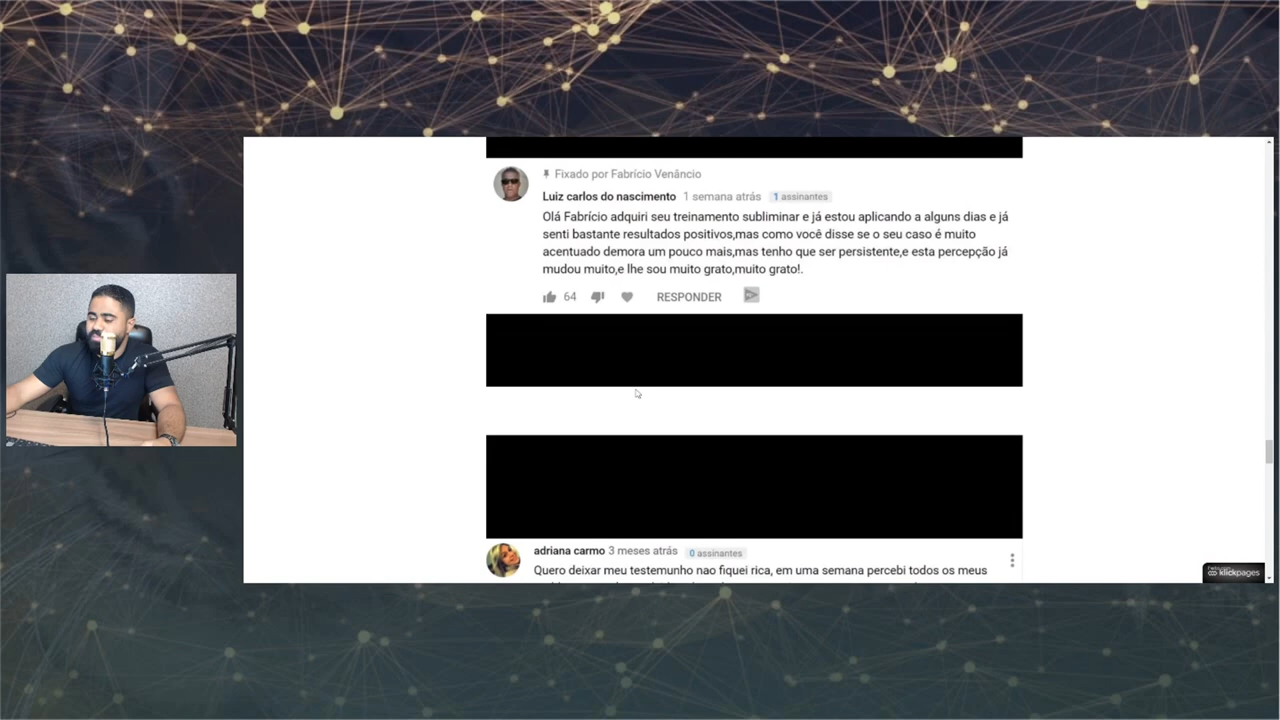 Fixado por Fabrício Venâncio
Luiz carlos do nascimento 1 semana atrás 1 assinantes
Olá Fabrício adquiri seu treinamento subliminar e já estou aplicando a alguns dias e já
senti bastante resultados positivos,mas como você disse se o seu caso é muito
acentuado demora um pouco mais,mas tenho que ser persistente,e esta percepção já
mudou muito,e lhe sou muito grato,muito grato!.
64 RESPONDER
adriana carmo 3 meses atrás 0 assinantes
Quero deixar meu testemunho nao fiquei rica, em uma semana percebi todos os meus
klickpages